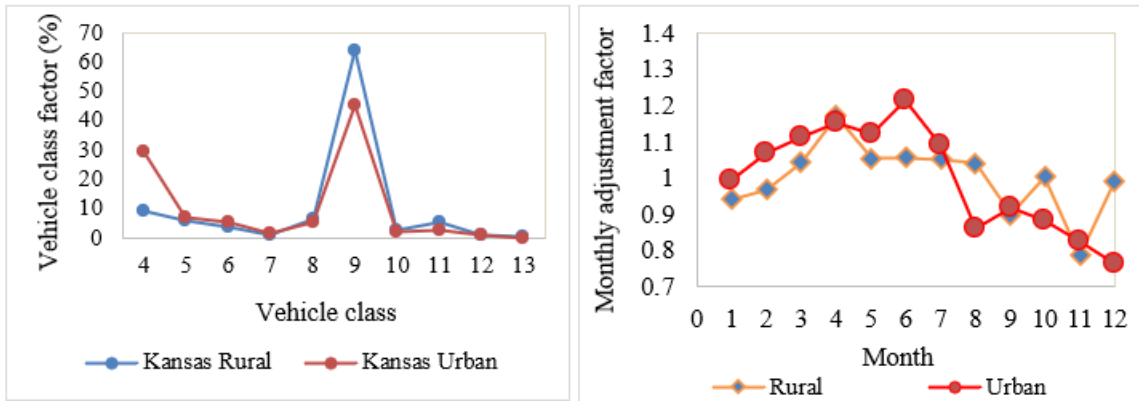 Vehicle class factor (%)
70
60
50
40
30
20
10
0
4 5 6 7 8 9 10 11 12 13
Vehicle class
Kansas Rural Kansas Urban
Monthly adjustment factor
1.4
1.3
1.2
1.1
1
0.9
0.8
0.7
0 1 2 3 4 5 6 7 8 9 10 11 12
Month
Rural Urban